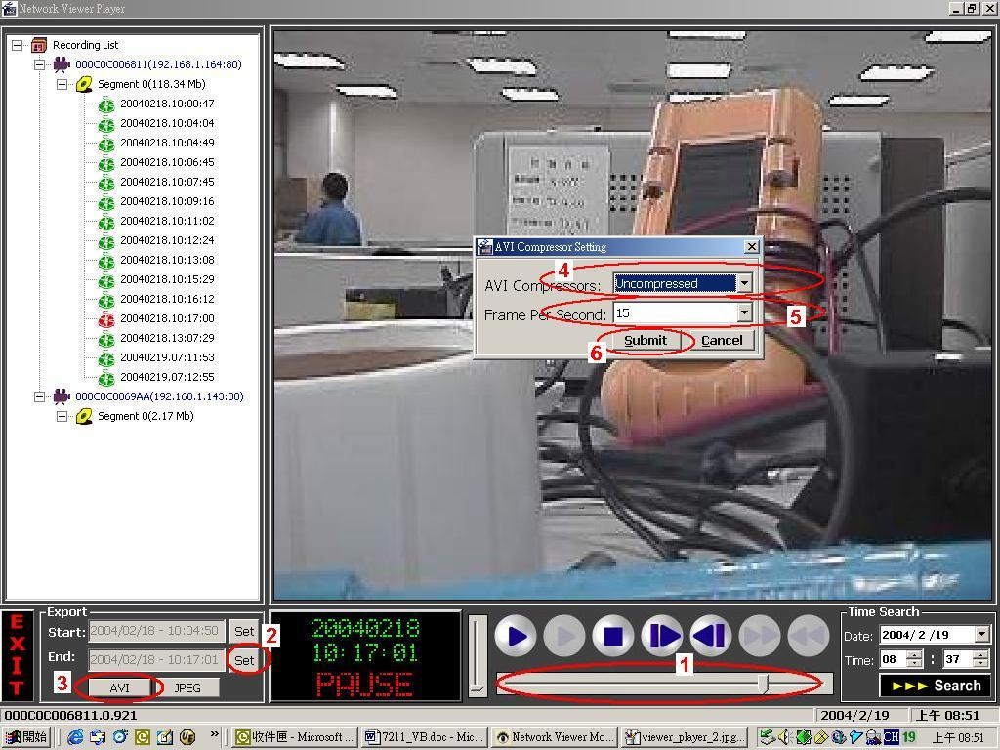 Network Viewer Player
Recording List
000C0C006811(192.168.1.164:80)
Segment 0(118.34 Mb)
20040218.10:00:47
20040218.10:04:04
20040218.10:04:49
20040218.10:06:45
20040218.10:07:45
20040218.10:09:16
20040218.10:11:02
20040218.10:12:24
20040218.10:13:08
20040218.10:15:29
20040218.10:16:12
20040218.10:17:00
20040218.13:07:29
20040219.07:11:53
20040219.07:12:55
000C0C0069AA(192.168.1.143:80)
Segment 0(2.17 Mb)
AVI Compressor Setting
4
AVI Compressors: Uncompressed
Frame Per Second: 15
5
6
Submit Cancel
EXIT
Export
Start: 2004/02/18 - 10:04:50 Set
2
End: 2004/02/18 - 10:17:01 Set
3
AVI JPEG
20040218
10:17:01
PAUSE
1
Time Search
Date: 2004/ 2 /19
Time: 08 : 37
Search
000C0C006811.0.921
2004/2/19 上午 08:51
開始
收件匣 - Microsoft ...
7211_VB.doc - Mic...
Network Viewer Mo...
viewer_player_2.jpg...
CH 19 上午 08:51